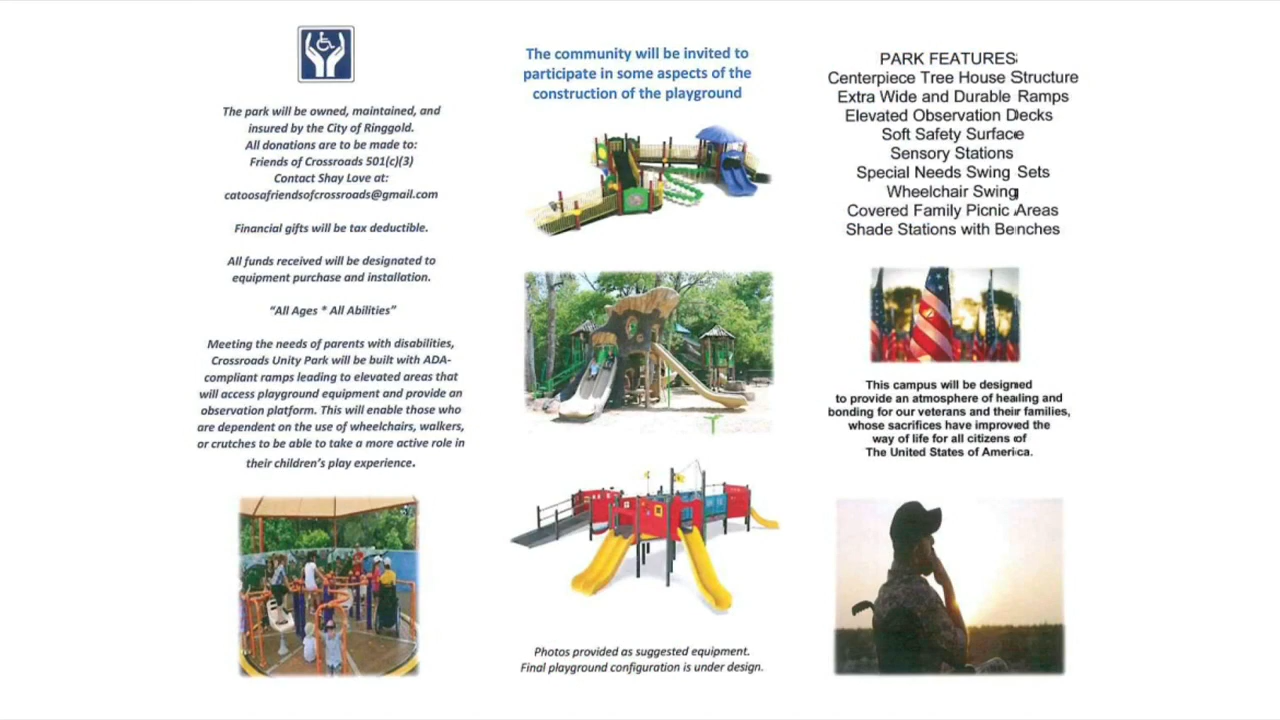 The park will be owned, maintained, and
insured by the City of Ringgold.
All donations are to be made to:
Friends of Crossroads 501(c)(3)
Contact Shay Love at:
catoosafriendsofcrossroads@gmail.com
Financial gifts will be tax deductible.
All funds received will be designated to
equipment purchase and installation.
"All Ages * All Abilities"
Meeting the needs of parents with disabilities,
Crossroads Unity Park will be built with ADA-
compliant ramps leading to elevated areas that
will access playground equipment and provide an
observation platform. This will enable those who
are dependent on the use of wheelchairs, walkers,
or crutches to be able to take a more active role in
their children's play experience.
The community will be invited to
participate in some aspects of the
construction of the playground
Photos provided as suggested equipment.
Final playground configuration is under design.
PARK FEATURES:
Centerpiece Tree House Structure
Extra Wide and Durable Ramps
Elevated Observation Decks
Soft Safety Surface
Sensory Stations
Special Needs Swing Sets
Wheelchair Swing
Covered Family Picnic Areas
Shade Stations with Benches
This campus will be designed
to provide an atmosphere of healing and
bonding for our veterans and their families,
whose sacrifices have improved the
way of life for all citizens of
The United States of America.